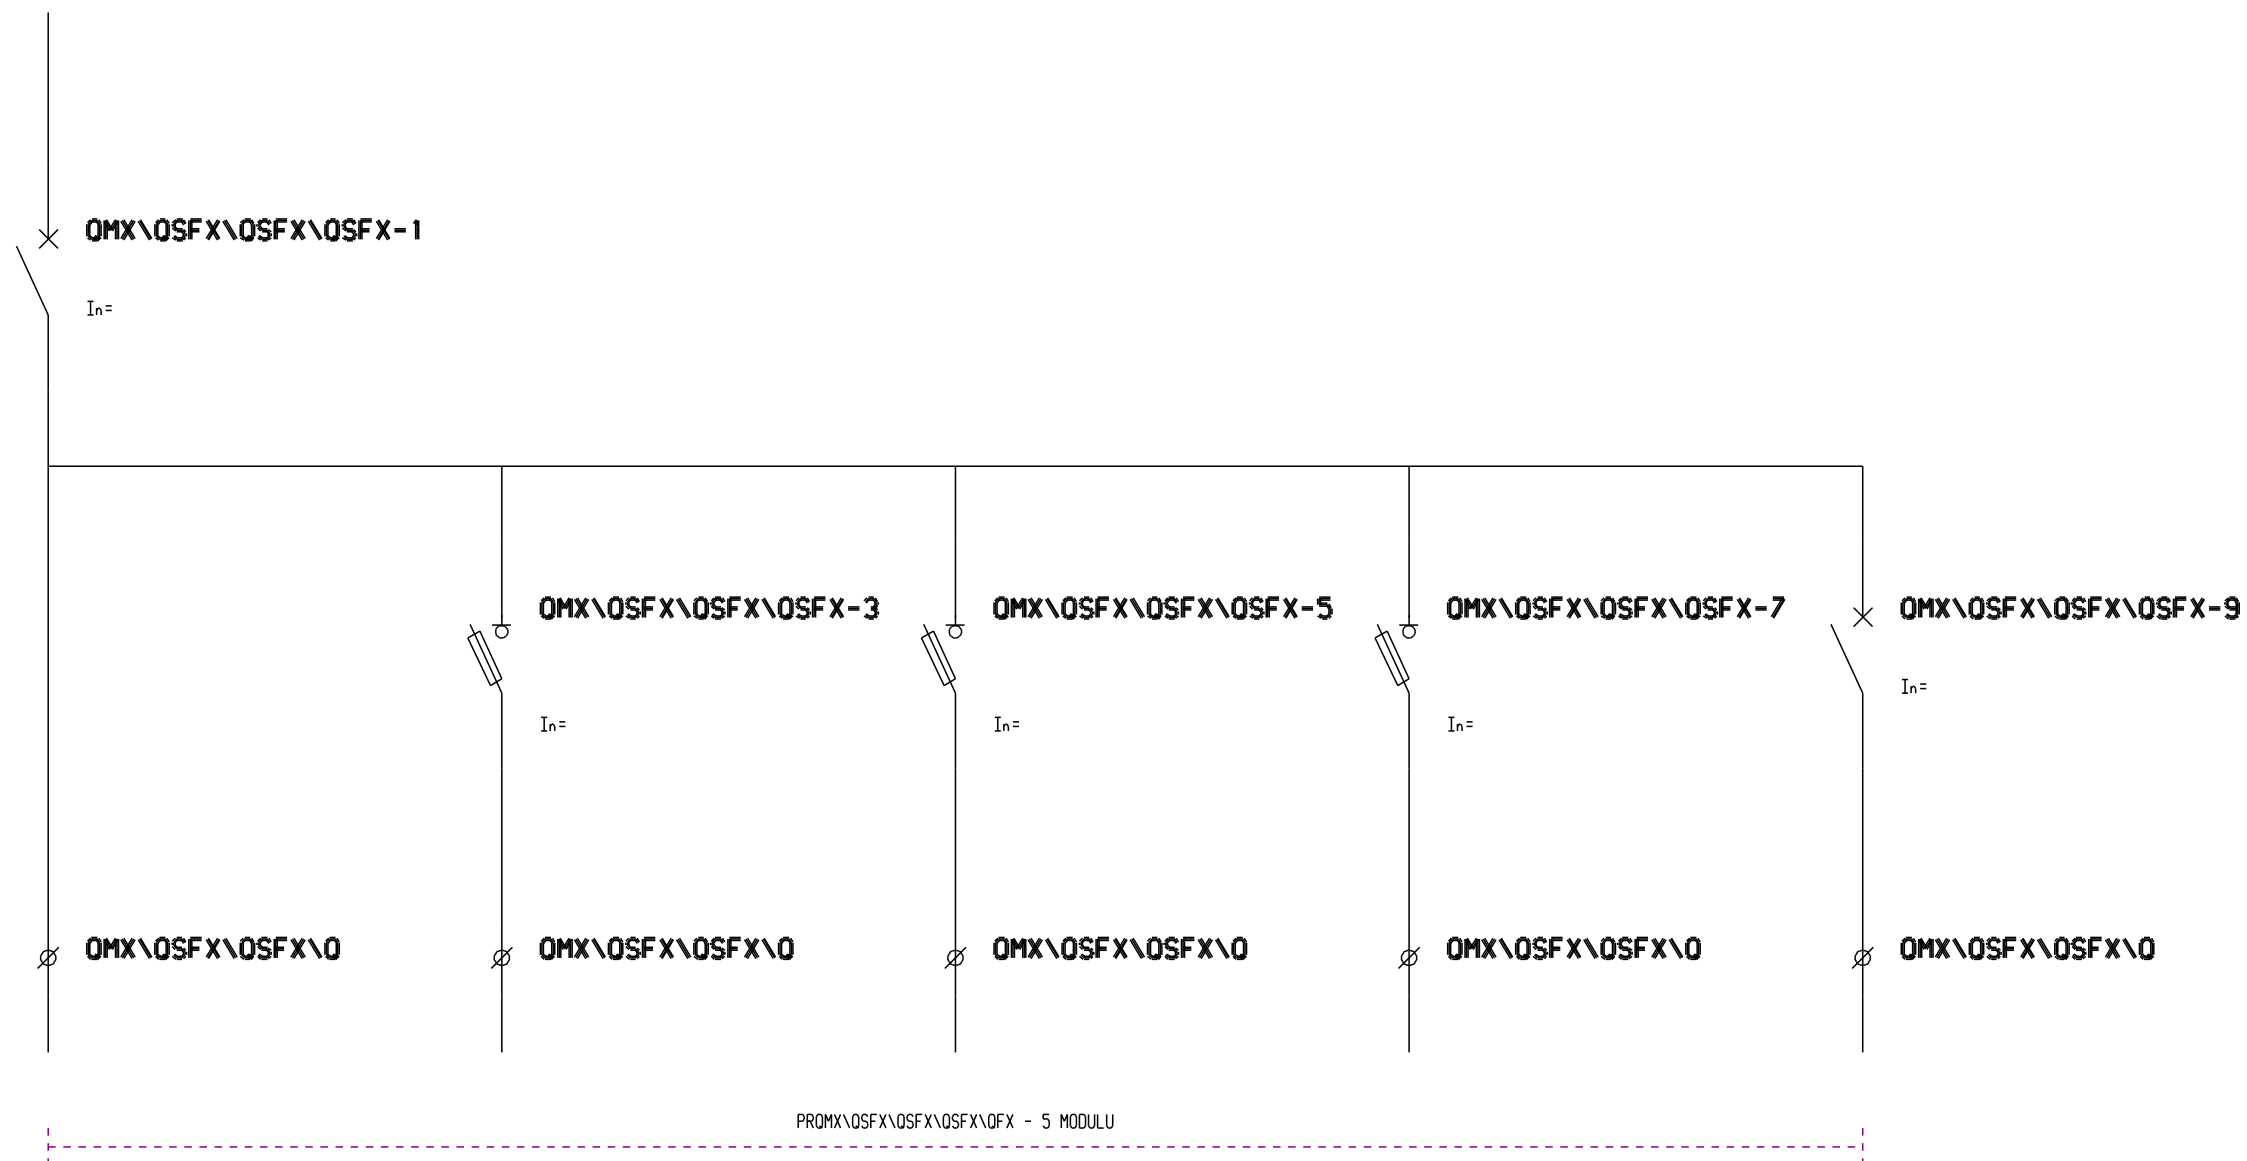 QMX\QSFX\QSFX\QSFX-1
In=
QMX\QSFX\QSFX\QSFX-3
QMX\QSFX\QSFX\QSFX-5
QMX\QSFX\QSFX\QSFX-7
QMX\QSFX\QSFX\QSFX-9
In=
In=
In=
In=
QMX\QSFX\QSFX\Q
QMX\QSFX\QSFX\Q
QMX\QSFX\QSFX\Q
QMX\QSFX\QSFX\Q
QMX\QSFX\QSFX\Q
PRQMX\QSFX\QSFX\QSFX\QFX - 5 MODULU